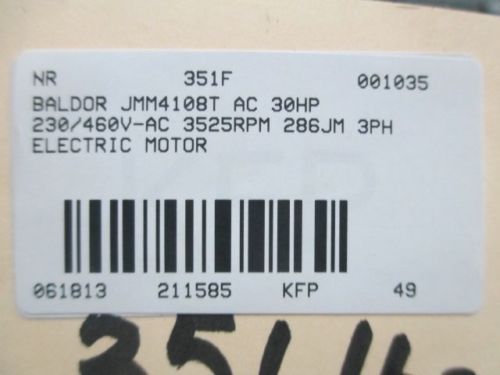 NR 351F 001035
BALDOR JMM4108T AC 30HP
230/460V-AC 3525RPM 286JM 3PH
ELECTRIC MOTOR
061813 211585 KFP 49